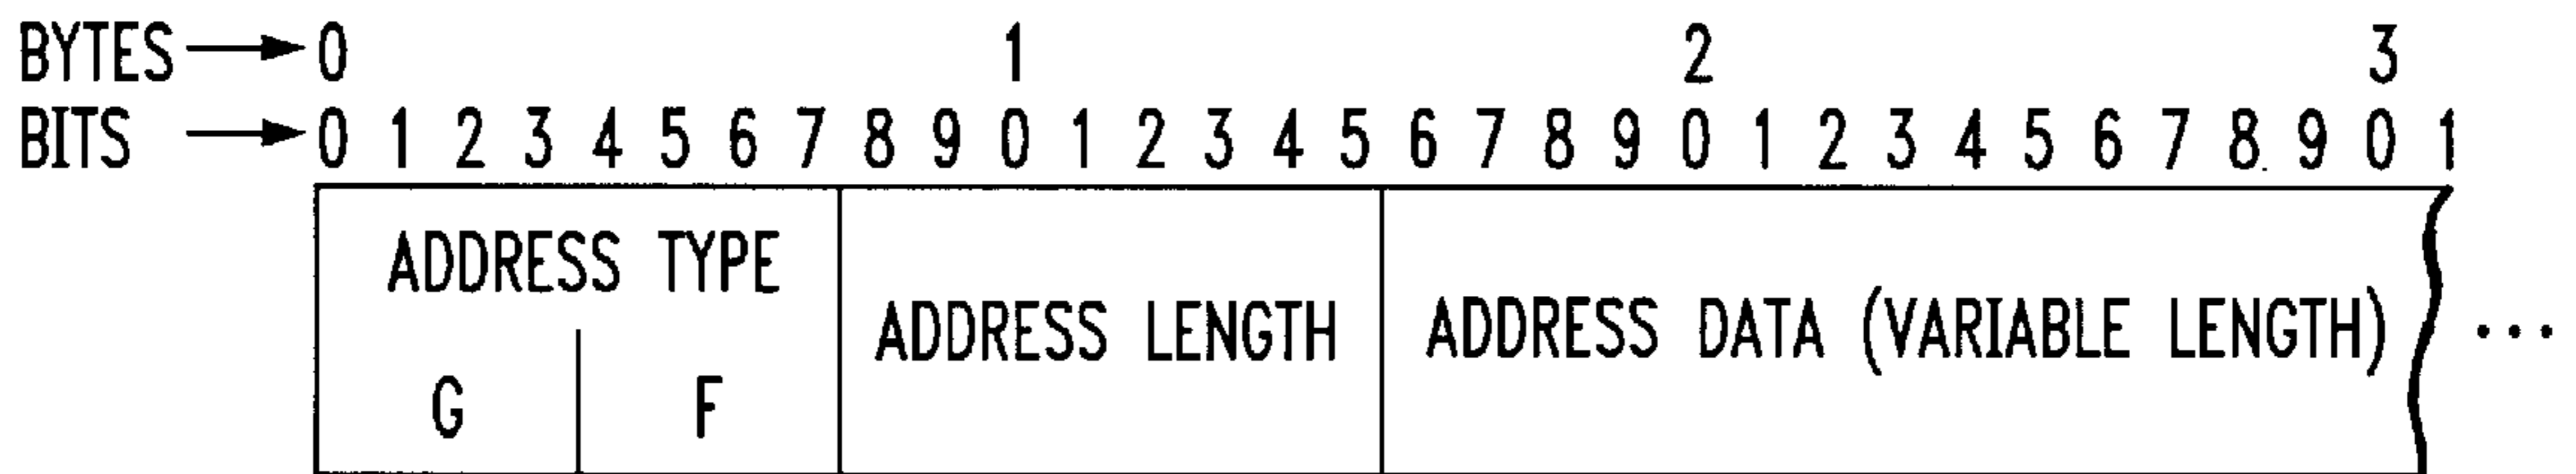 BYTES 0 1 2 3
BITS 0 1 2 3 4 5 6 7 8 9 0 1 2 3 4 5 6 7 8 9 0 1 2 3 4 5 6 7 8 9 0 1
ADDRESS TYPE
ADDRESS LENGTH ADDRESS DATA (VARIABLE LENGTH) ...
G F